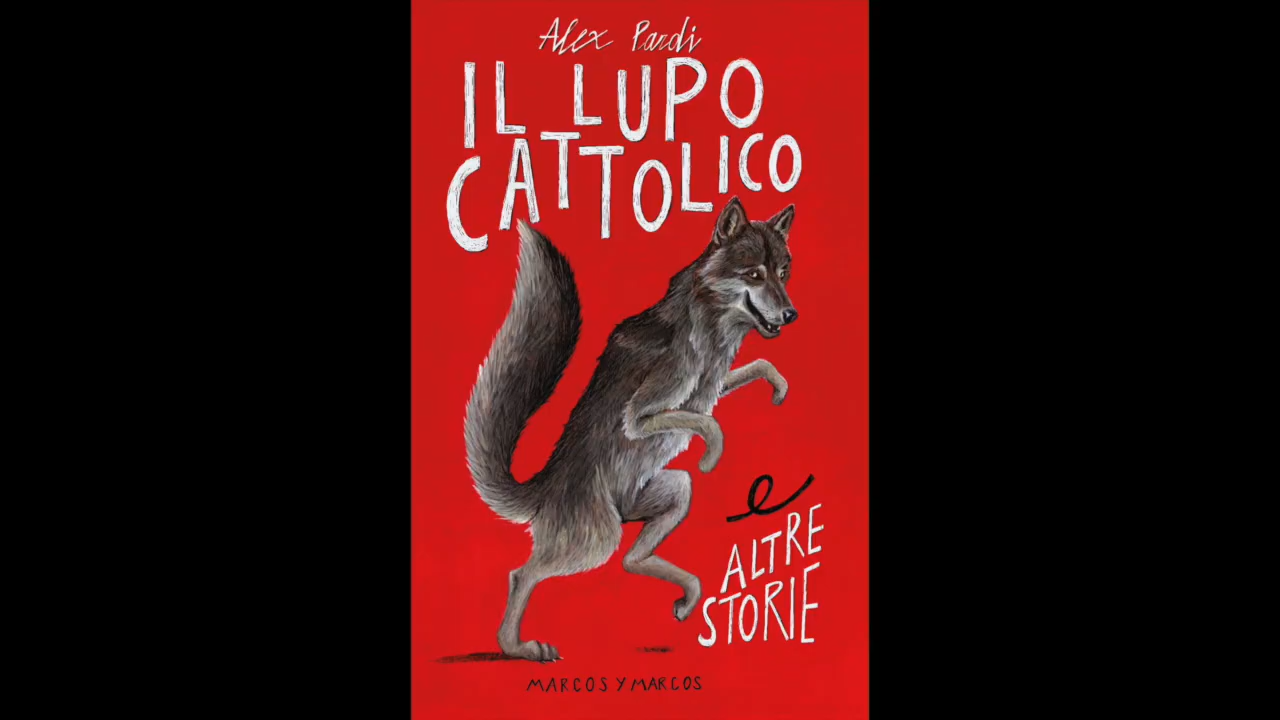 Alex Pardi
IL LUPO
CATTOLICO
e
ALTRE
STORIE
MARCOS Y MARCOS